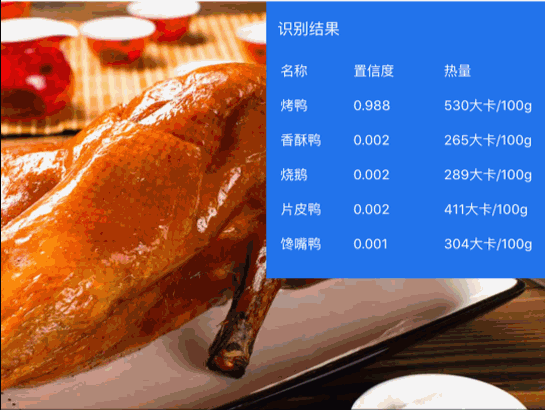 识别结果
名称 置信度 热量
烤鸭 0.988 530大卡/100g
香酥鸭 0.002 265大卡/100g
烧鹅 0.002 289大卡/100g
片皮鸭 0.002 411大卡/100g
馋嘴鸭 0.001 304大卡/100g